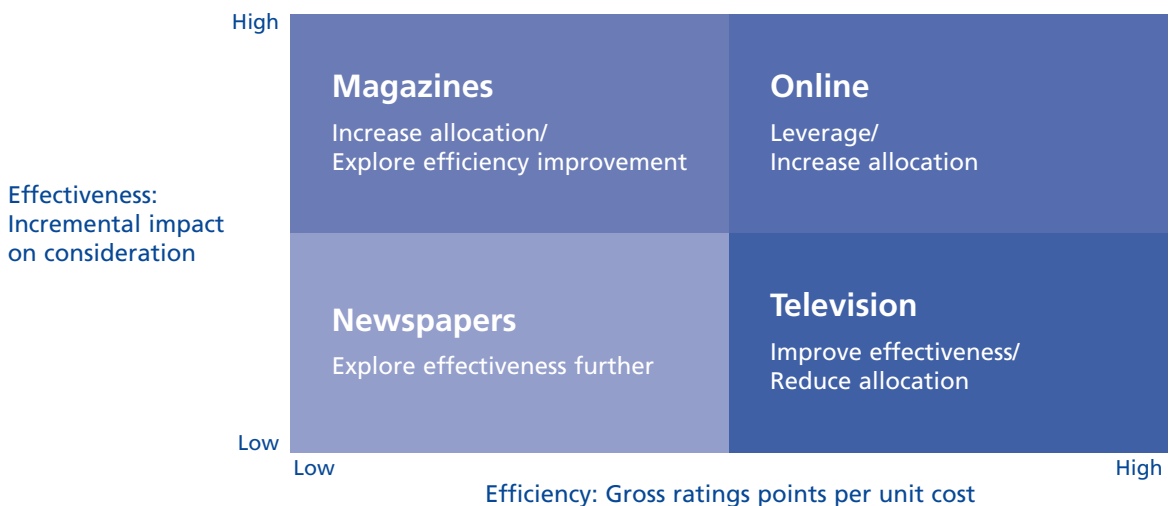 High
Magazines
Increase allocation/
Explore efficiency improvement
Online
Leverage/
Increase allocation
Effectiveness:
Incremental impact
on consideration
Newspapers
Explore effectiveness further
Television
Improve effectiveness/
Reduce allocation
Low
Low
High
Efficiency: Gross ratings points per unit cost